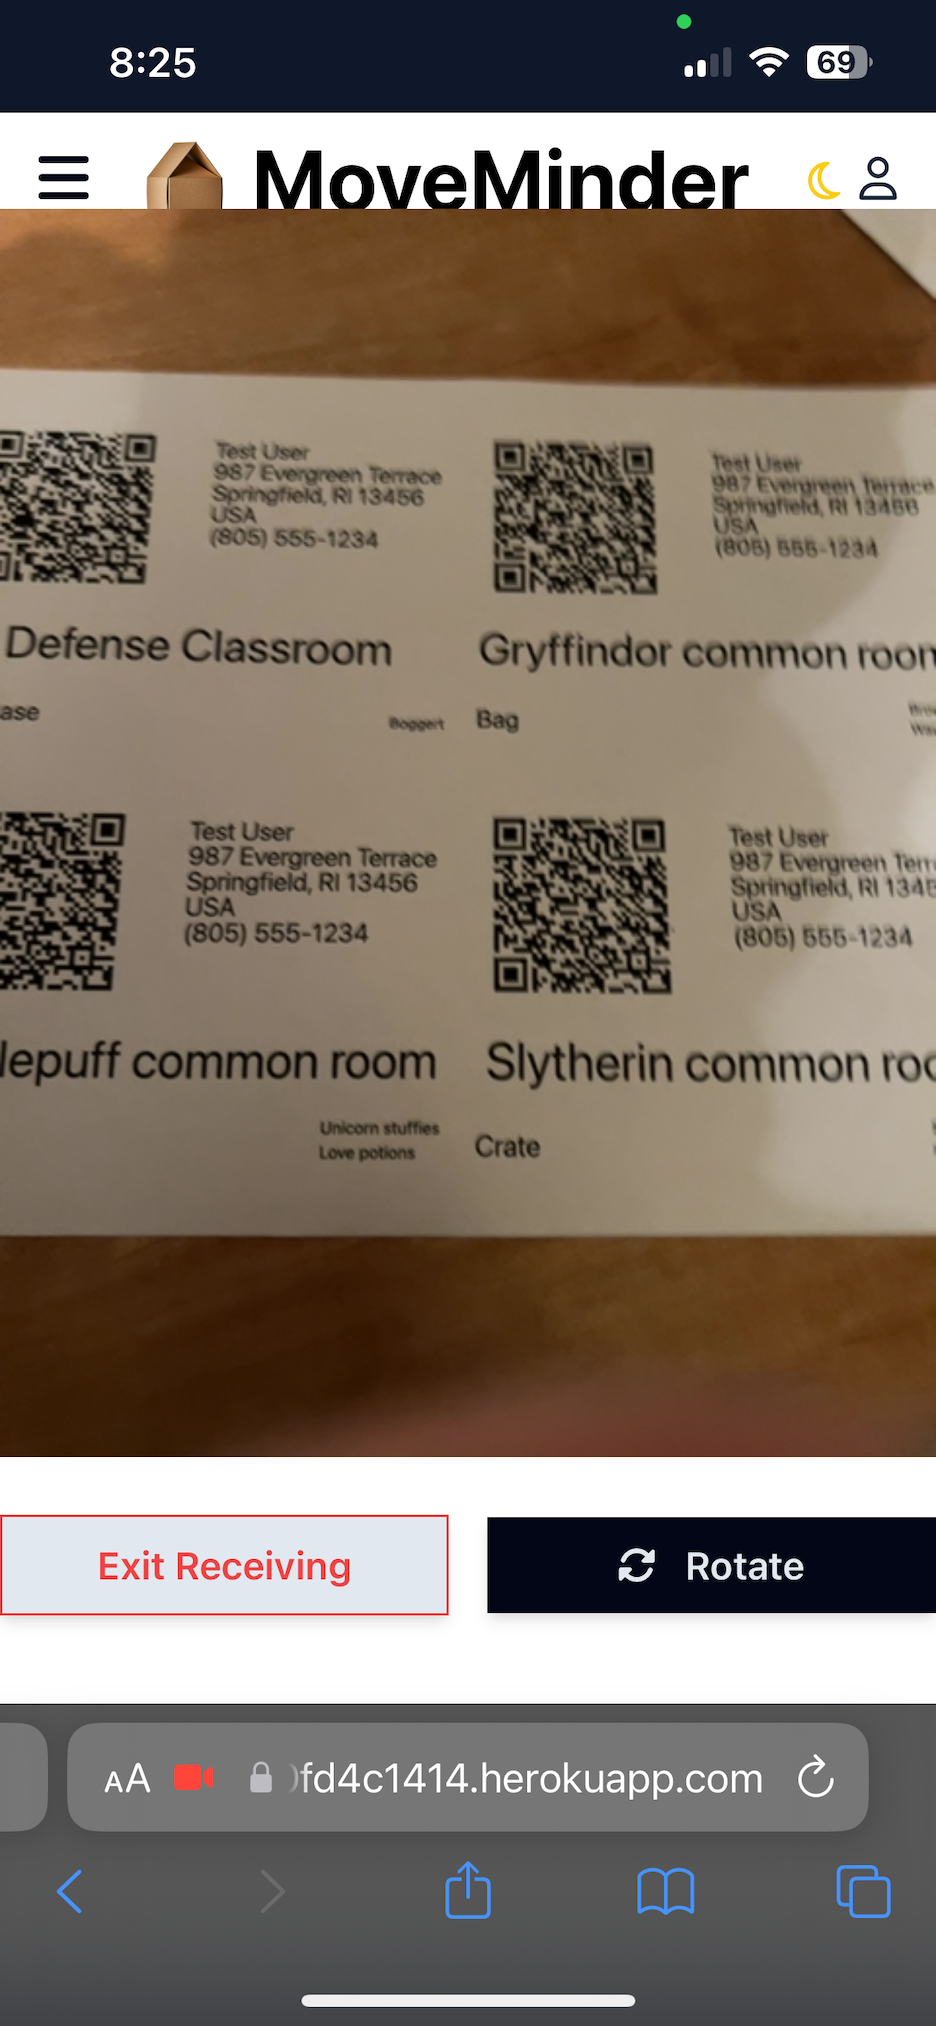 8:25
69
MoveMinder
Test User
987 Evergreen Terrace
Springfield, RI 13456
USA
(805) 555-1234
Test User
987 Evergreen Terrace
Springfield, RI 13456
USA
(805) 555-1234
Defense Classroom
Gryffindor common room
ase
Boggert
Bag
Test User
987 Evergreen Terrace
Springfield, RI 13456
USA
(805) 555-1234
Test User
987 Evergreen Terr
Springfield, RI 1345
USA
(805) 555-1234
lepuff common room
Slytherin common roo
Unicorn stuffies
Love potions
Crate
Exit Receiving
Rotate
AA
fd4c1414.herokuapp.com